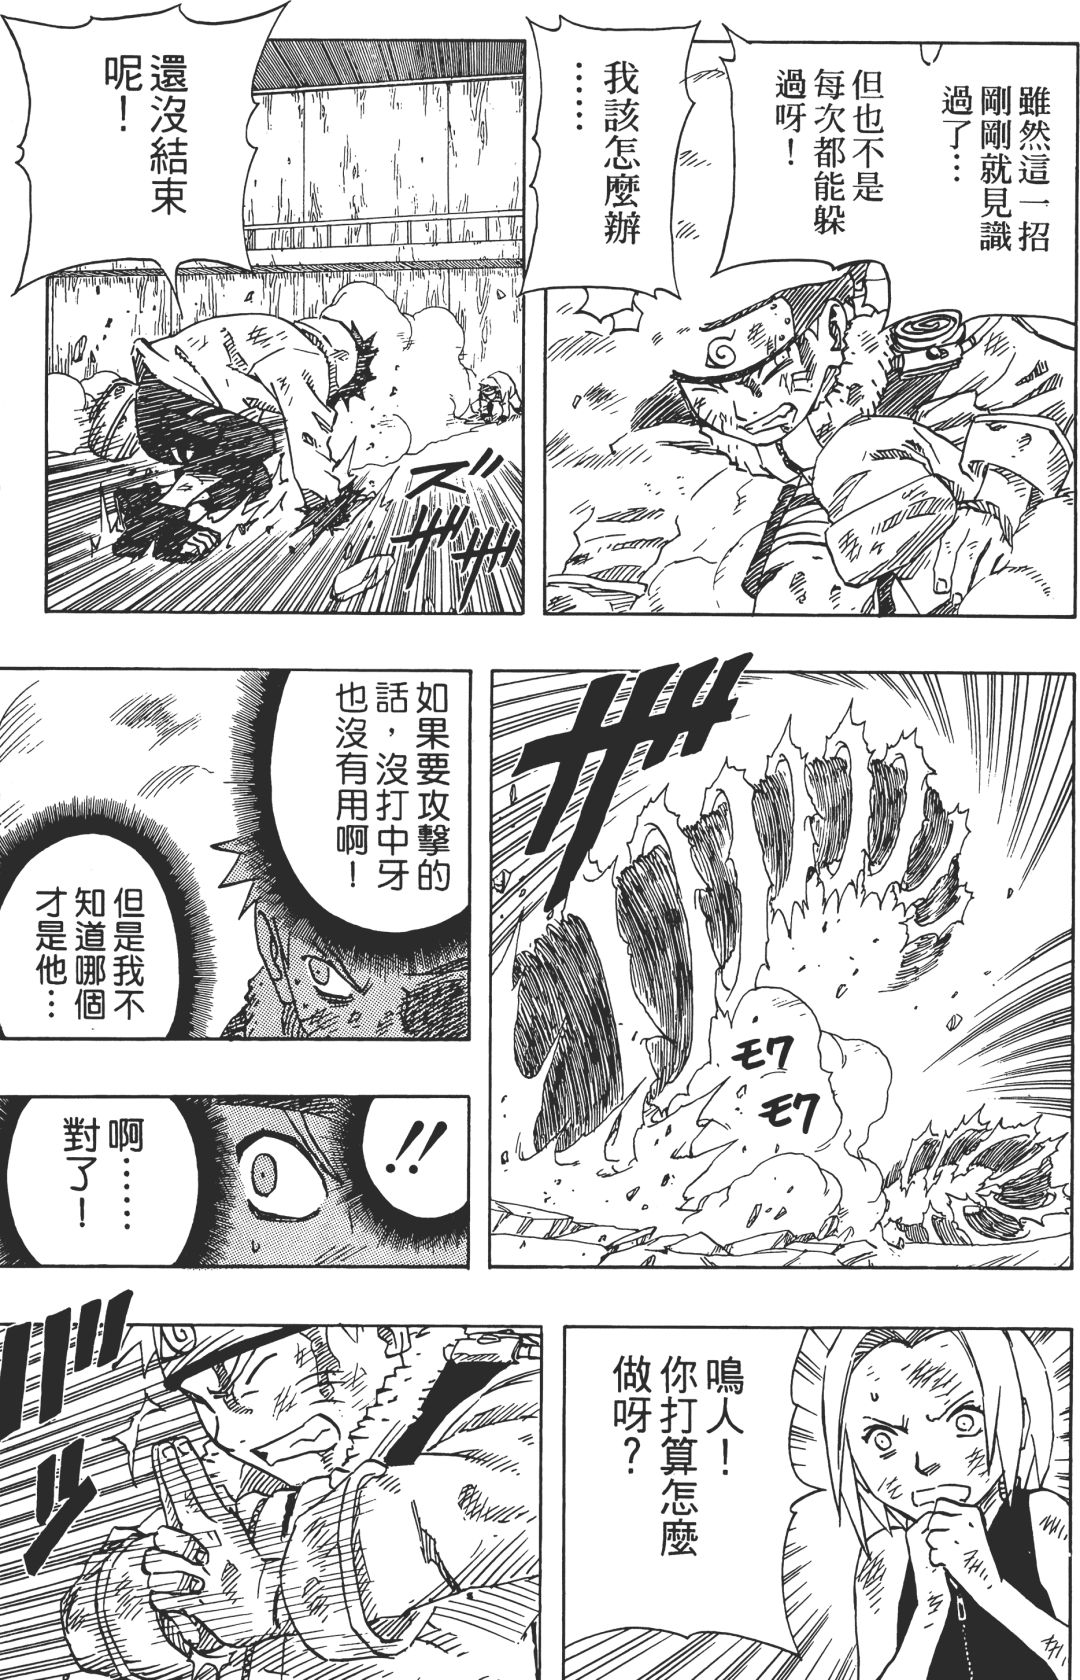 雖然這一招
剛剛就見識
過了…
但也不是
每次都能躲
過呀！
我該怎麼辦
……
還沒結束
呢！
ズザザザ
ザザザ
モワ
モワ
如果要攻擊的
話，沒打中牙
也沒有用啊！
但是我不
知道哪個
才是他…
!!
啊……
對了！
鳴人！
你打算怎麼
做呀？